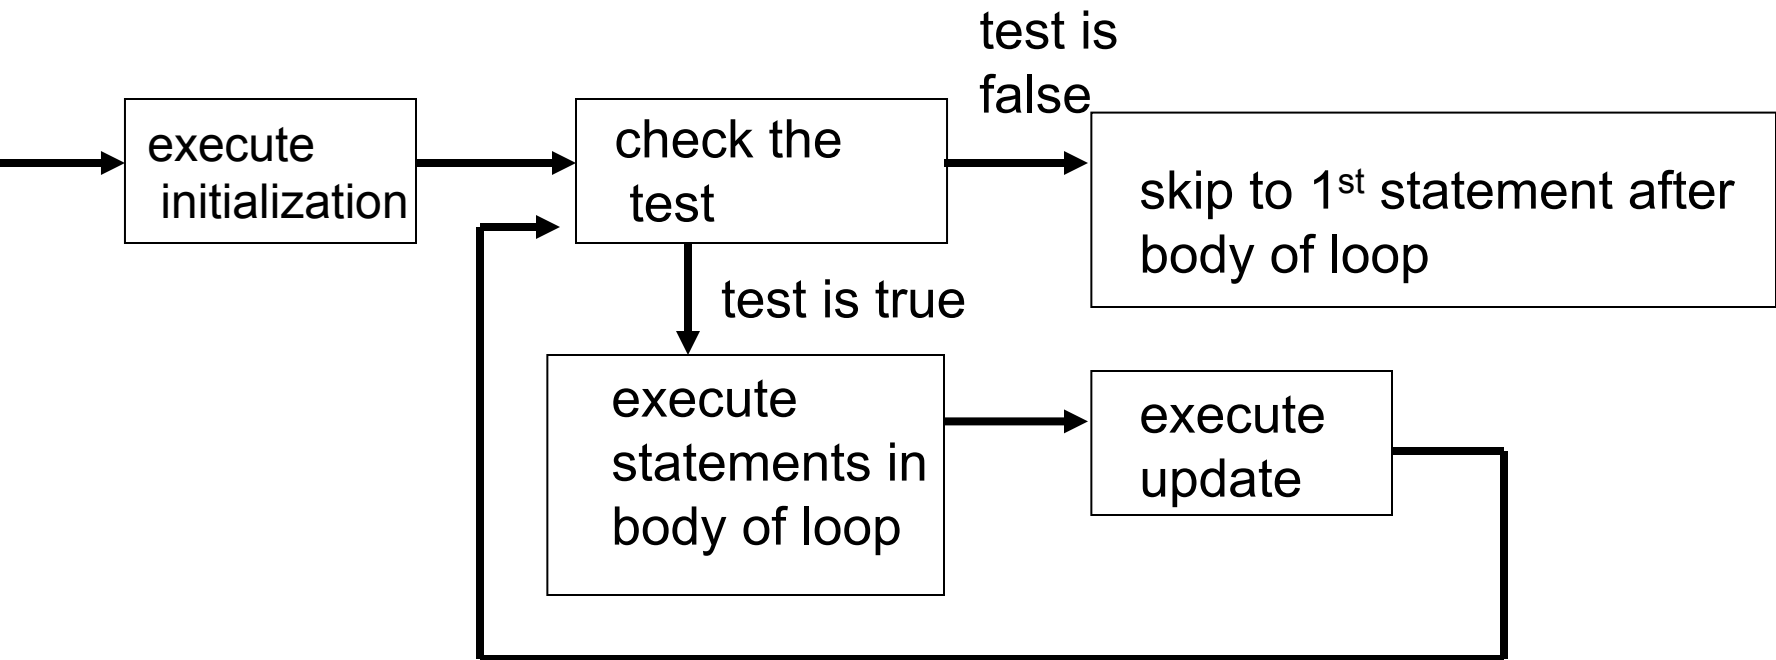 test is
false
execute
initialization
check the
test
skip to 1st statement after
body of loop
test is true
execute
statements in
body of loop
execute
update